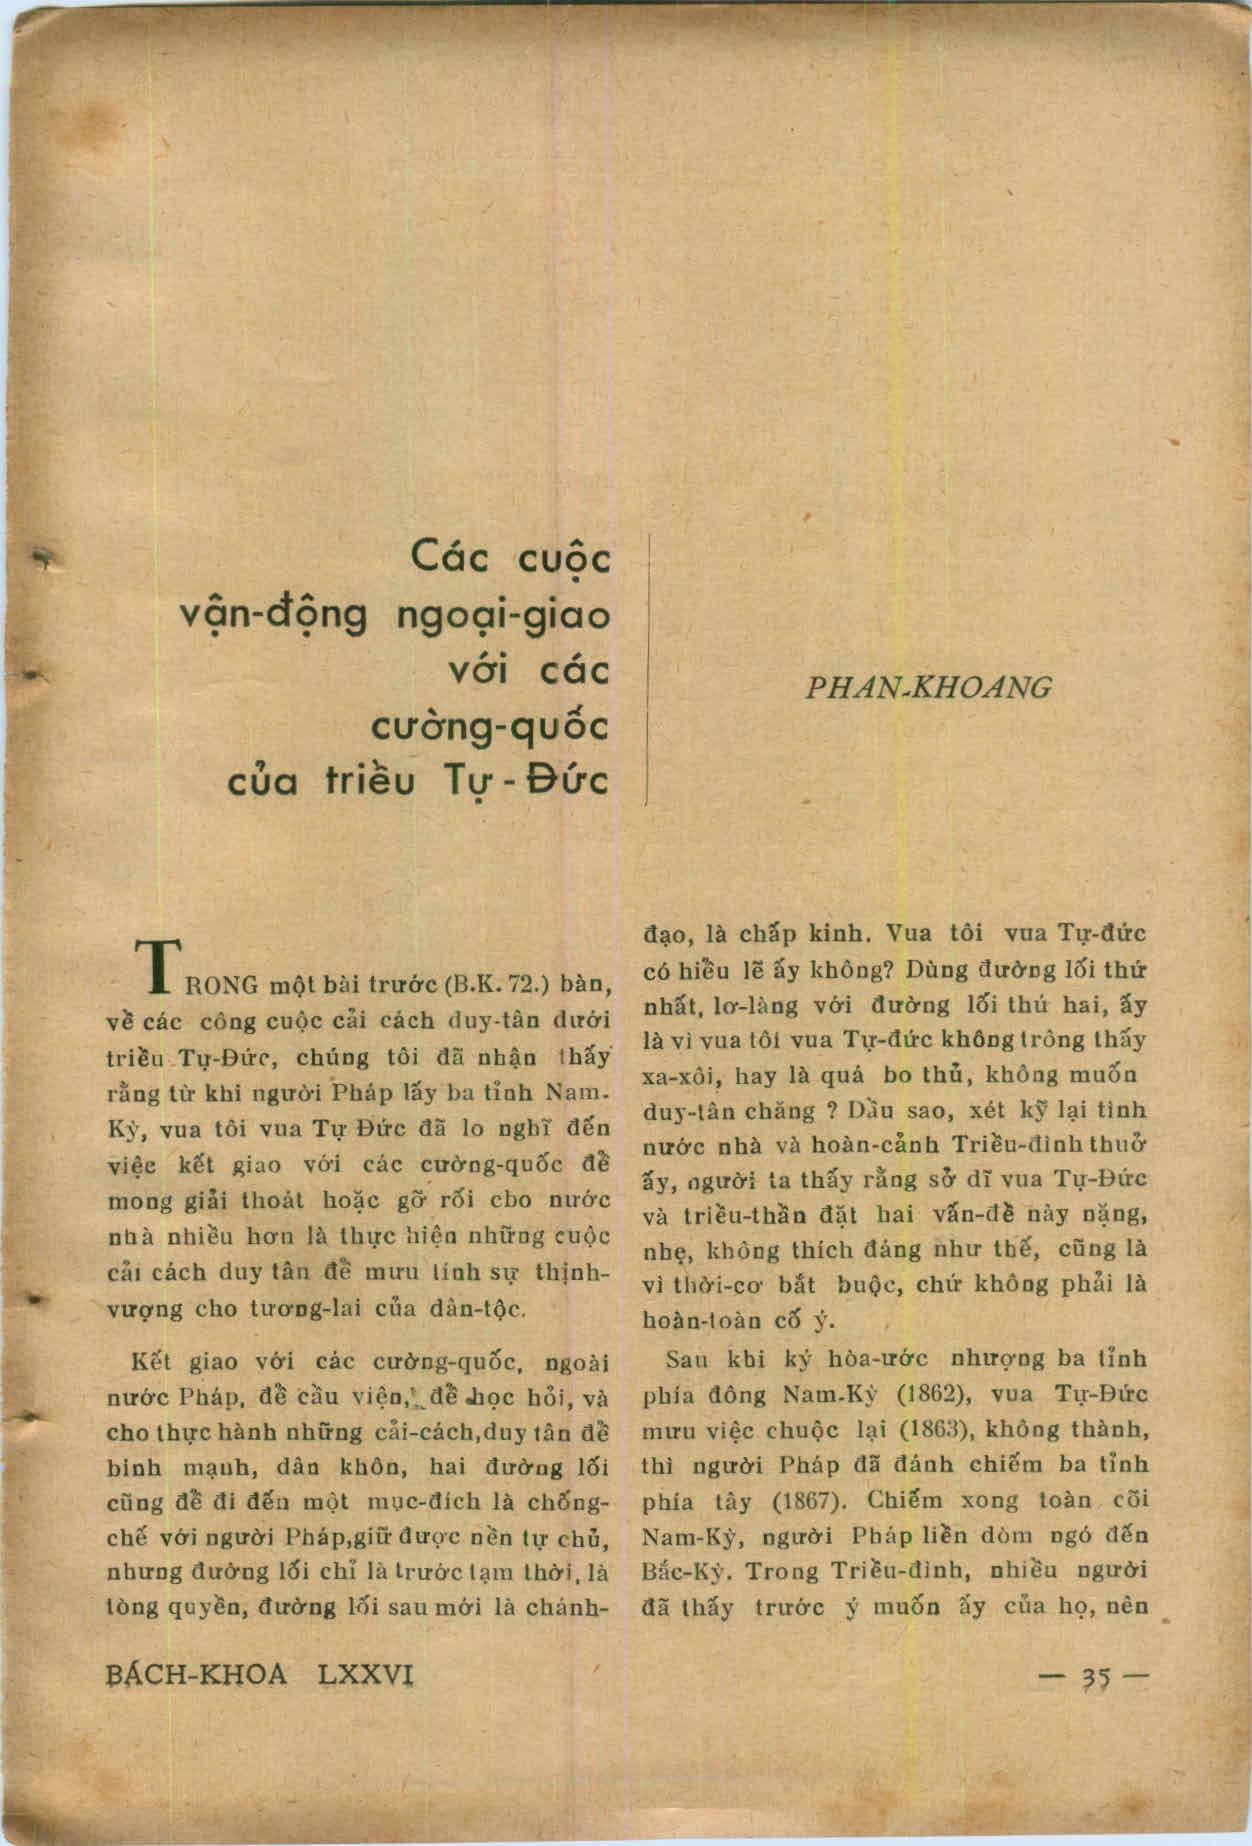 Các cuộc
vận-động ngoại-giao
với các
cường-quốc
của triều Tự-Đức
PHAN-KHOANG
TRONG một bài trước (B.K. 72.) bàn,
về các công cuộc cải cách duy-tân dưới
triều Tự-Đức, chúng tôi đã nhận thấy
rằng từ khi người Pháp lấy ba tỉnh Nam-
Kỳ, vua tôi vua Tự Đức đã lo nghĩ đến
việc kết giao với các cường-quốc để
mong giải thoát hoặc gỡ rối cho nước
nhà nhiều hơn là thực hiện những cuộc
cải cách duy tân để mưu tính sự thịnh-
vượng cho tương-lai của dân-tộc.
Kết giao với các cường-quốc, ngoài
nước Pháp, để cầu viện, để học hỏi, và
cho thực hành những cải-cách,duy tân để
binh mạnh, dân khôn, hai đường lối
cũng để đi đến một mục-đích là chống-
chế với người Pháp,giữ được nền tự chủ,
nhưng đường lối chỉ là trước tạm thời, là
tòng quyền, đường lối sau mới là chánh-
đạo, là chấp kinh. Vua tôi vua Tự-đức
có hiểu lẽ ấy không? Dùng đường lối thứ
nhất, lơ-làng với đường lối thứ hai, ấy
là vì vua tôi vua Tự-đức không trông thấy
xa-xôi, hay là quá bo thủ, không muốn
duy-tân chăng ? Dầu sao, xét kỹ lại tình
nước nhà và hoàn-cảnh Triều-đình thuở
ấy, người ta thấy rằng sở dĩ vua Tự-Đức
và triều-thần đặt hai vấn-đề này nặng,
nhẹ, không thích đáng như thế, cũng là
vì thời-cơ bắt buộc, chứ không phải là
hoàn-toàn cố ý.
Sau khi ký hòa-ước nhượng ba tỉnh
phía đông Nam-Kỳ (1862), vua Tự-Đức
mưu việc chuộc lại (1863), không thành,
thì người Pháp đã đánh chiếm ba tỉnh
phía tây (1867). Chiếm xong toàn cõi
Nam-Kỳ, người Pháp liền dòm ngó đến
Bắc-Kỳ. Trong Triều-đình, nhiều người
đã thấy trước ý muốn ấy của họ, nên
BÁCH-KHOA LXXVI
— 35 —